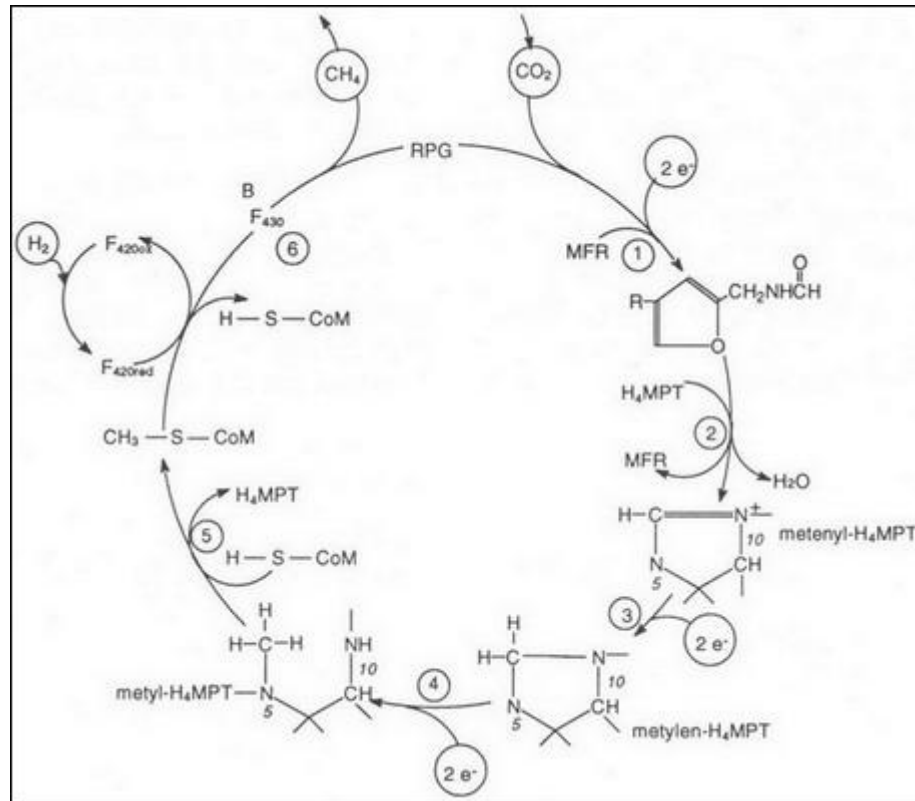 CH₄
CO₂
RPG
2 e⁻
B
F₄₃₀
6
MFR
1
H₂
F₄₂₀ox
O
CH₂NHCH
R
O
H—S—CoM
F₄₂₀red
H₄MPT
2
CH₃—S—CoM
MFR
H₂O
H₄MPT
H—C
N⁺
metenyl-H₄MPT
10
5
H—S—CoM
N
5
CH
3
2 e⁻
H
H
H—C—H
NH
H—C
N
10
4
10
metyl-H₄MPT—N
5
CH
N
5
CH
metylen-H₄MPT
2 e⁻